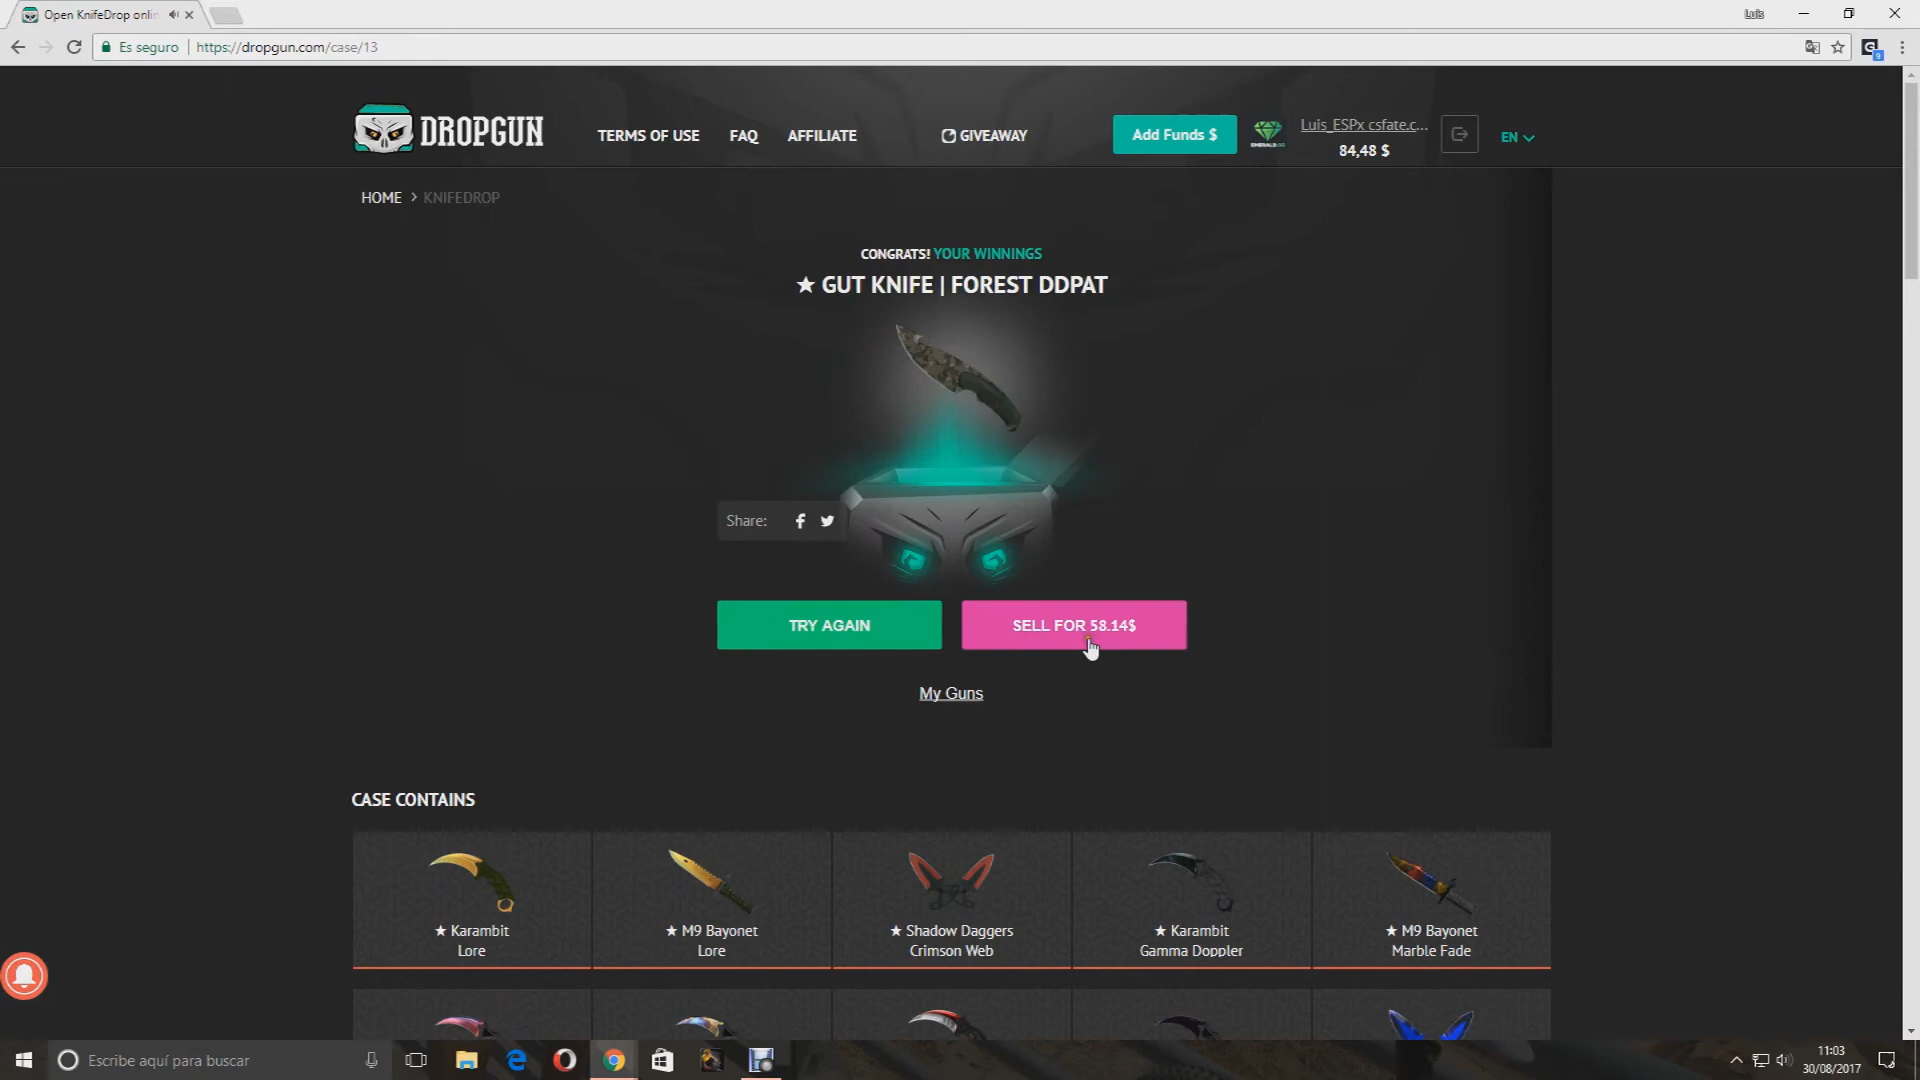 Open KnifeDrop onlin
Luis
Es seguro
https://dropgun.com/case/13
G
9
DROPGUN
TERMS OF USE
FAQ
AFFILIATE
GIVEAWAY
Add Funds $
Luis_ESPx csfate.c...
84,48 $
EN
HOME > KNIFEDROP
CONGRATS! YOUR WINNINGS
★ GUT KNIFE | FOREST DDPAT
Share:
TRY AGAIN
SELL FOR 58.14$
My Guns
CASE CONTAINS
★ Karambit
Lore
★ M9 Bayonet
Lore
★ Shadow Daggers
Crimson Web
★ Karambit
Gamma Doppler
★ M9 Bayonet
Marble Fade
Escribe aquí para buscar
11:03
30/08/2017